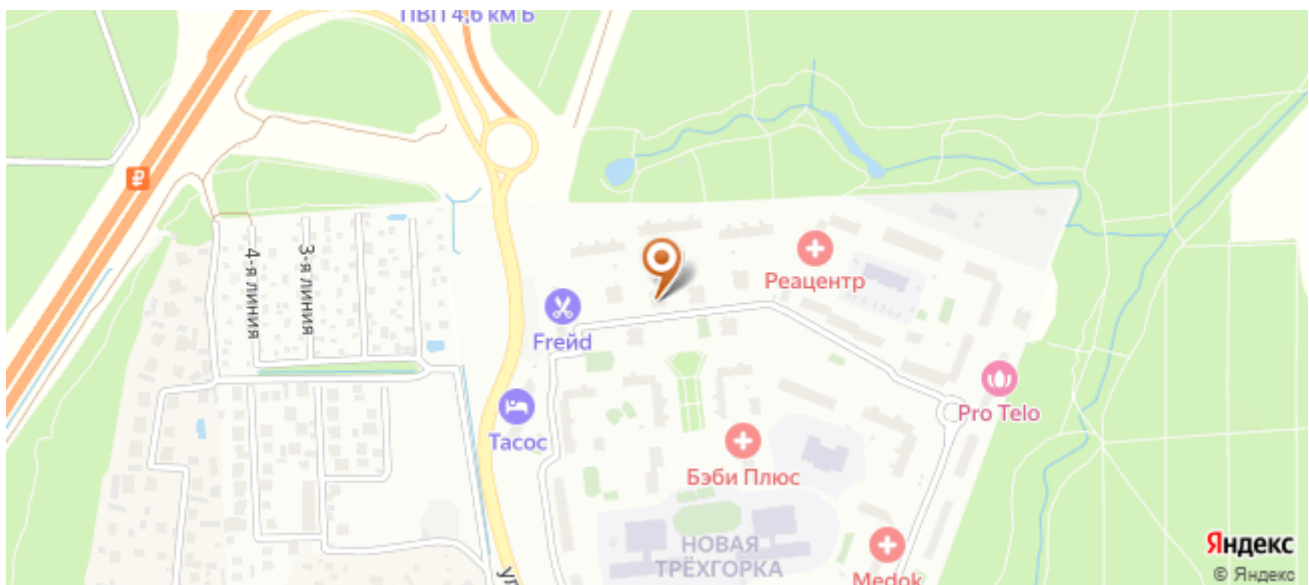 ПВП 4,6 км Б
₽
4-я линия
3-я линия
Реацентр
Frейd
Pro Telo
Тасос
Бэби Плюс
НОВАЯ
ТРЁХГОРКА
Medok
Яндекс
© Яндекс